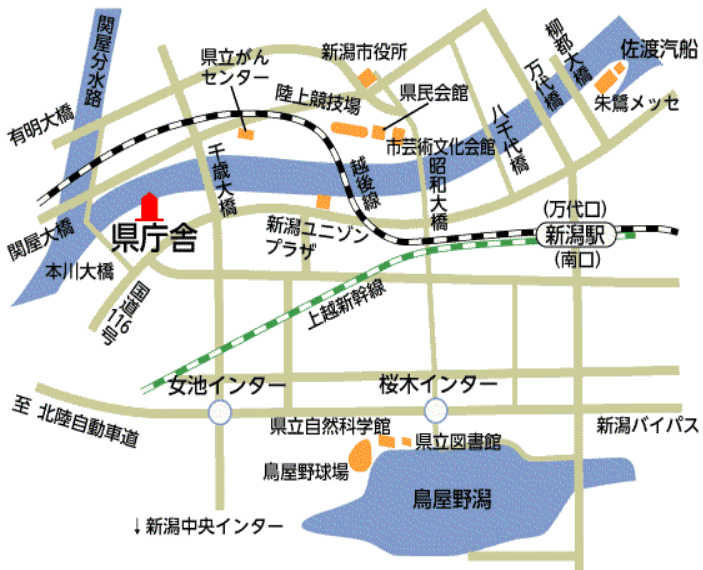 関屋分水路
柳都大橋
佐渡汽船
新潟市役所
県立がん
センター
万代橋
陸上競技場
県民会館
朱鷺メッセ
有明大橋
八千代橋
市芸術文化会館
千歳大橋
越後線
昭和大橋
関屋大橋
県庁舎
新潟ユニゾン
プラザ
(万代口)
新潟駅
(南口)
本川大橋
国道116号
上越新幹線
女池インター
桜木インター
至 北陸自動車道
県立自然科学館
新潟バイパス
県立図書館
鳥屋野球場
鳥屋野潟
↓新潟中央インター